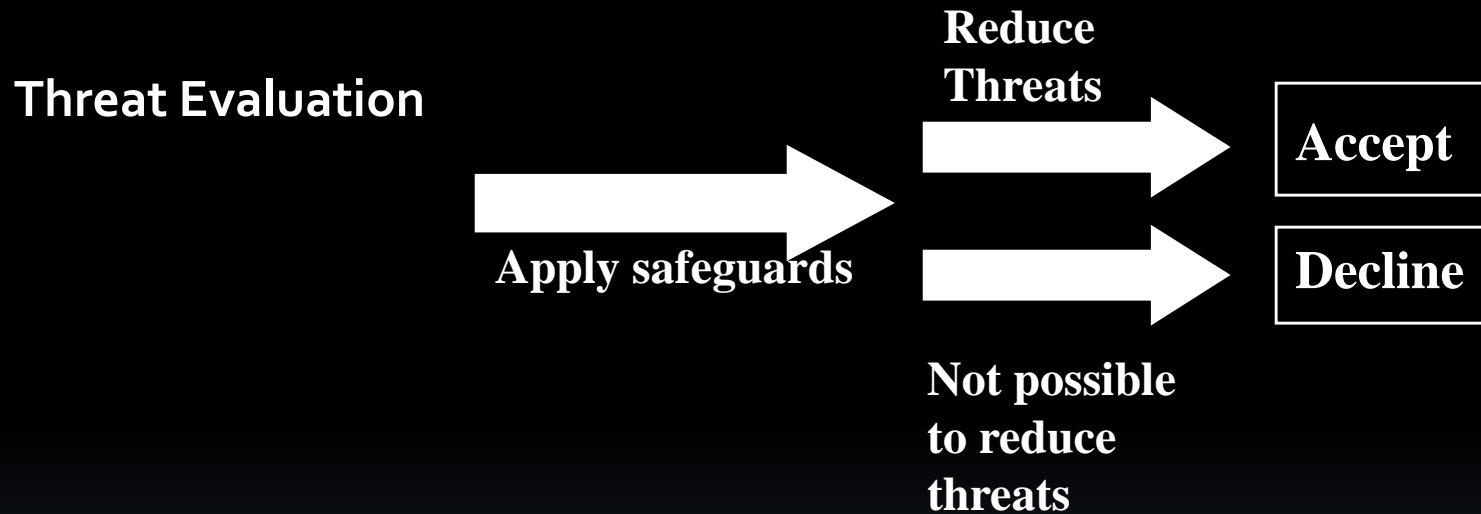 Threat Evaluation
Apply safeguards
Reduce
Threats
Accept
Decline
Not possible
to reduce
threats